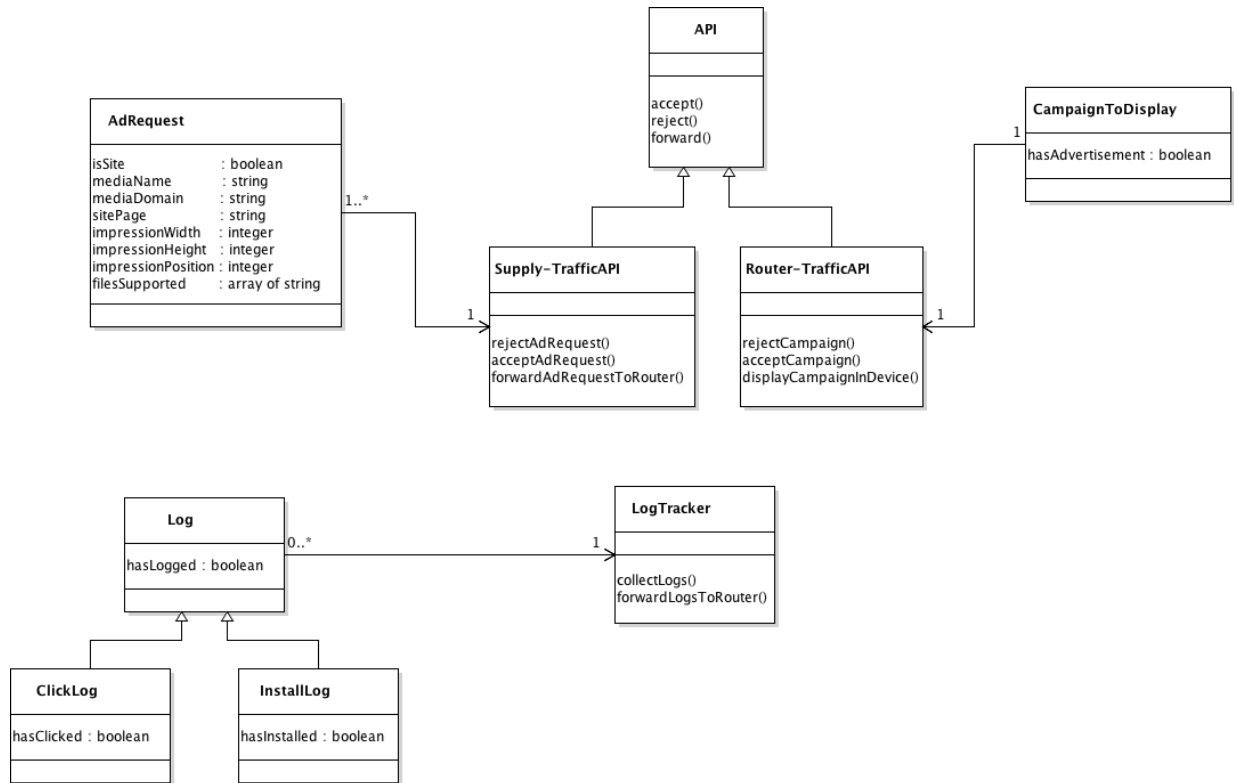 API
accept()
reject()
forward()
AdRequest
isSite : boolean
mediaName : string
mediaDomain : string
sitePage : string
impressionWidth : integer
impressionHeight : integer
impressionPosition : integer
filesSupported : array of string
1..*
1
CampaignToDisplay
hasAdvertisement : boolean
1
Supply-TrafficAPI
rejectAdRequest()
acceptAdRequest()
forwardAdRequestToRouter()
Router-TrafficAPI
rejectCampaign()
acceptCampaign()
displayCampaignInDevice()
1
Log
hasLogged : boolean
0..*
1
LogTracker
collectLogs()
forwardLogsToRouter()
ClickLog
hasClicked : boolean
InstallLog
hasInstalled : boolean